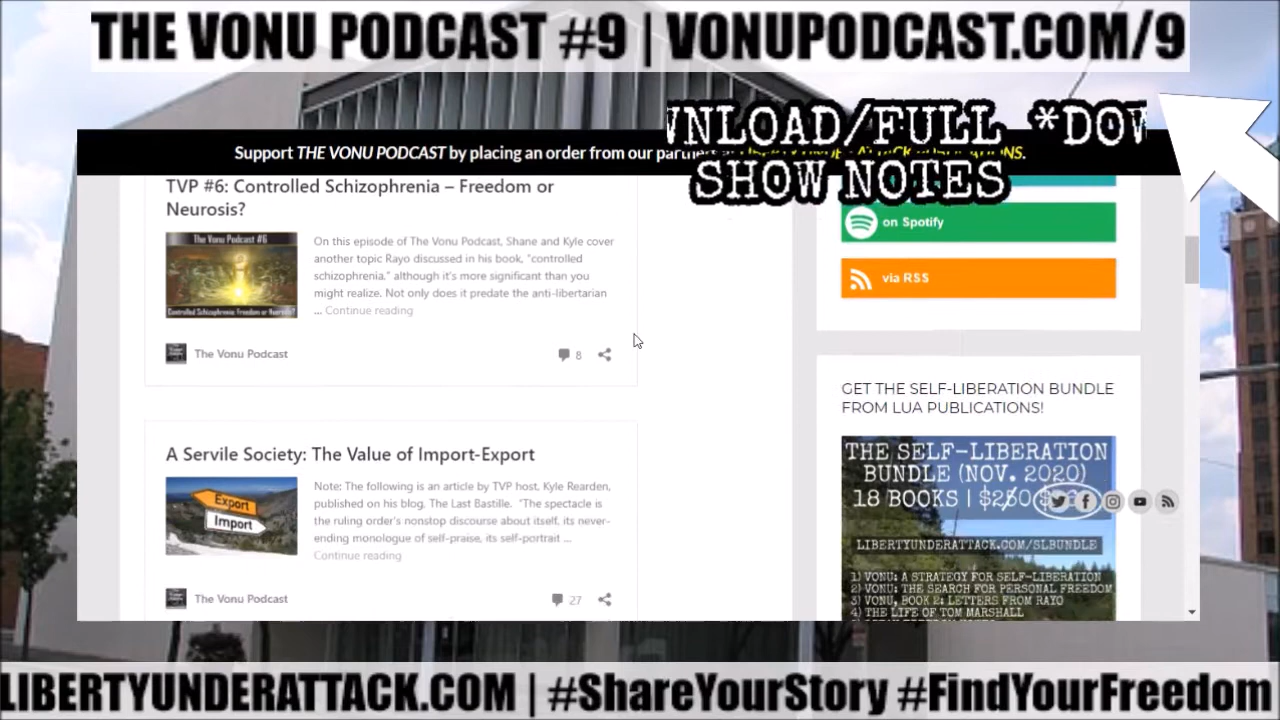 THE VONU PODCAST #9 | VONUPODCAST.COM/9
WNLOAD/FULL *DOW
SHOW NOTES
Support THE VONU PODCAST by placing an order from our
TVP #6: Controlled Schizophrenia – Freedom or
Neurosis?
The Vonu Podcast #6
Controlled Schizophrenia: Freedom or Neurosis?
On this episode of The Vonu Podcast, Shane and Kyle cover
another topic Rayo discussed in his book, "controlled
schizophrenia," although it's more significant than you
might realize. Not only does it predate the anti-libertarian
... Continue reading
The Vonu Podcast
8
on Spotify
via RSS
A Servile Society: The Value of Import-Export
Export
Import
Note: The following is an article by TVP host, Kyle Rearden,
published on his blog, The Last Bastille. "The spectacle is
the ruling order's nonstop discourse about itself, its never-
ending monologue of self-praise, its self-portrait ...
Continue reading
The Vonu Podcast
27
GET THE SELF-LIBERATION BUNDLE
FROM LUA PUBLICATIONS!
THE SELF-LIBERATION
BUNDLE (NOV. 2020)
18 BOOKS | $250
LIBERTYUNDERATTACK.COM/SLBUNDLE
1) VONU: A STRATEGY FOR SELF-LIBERATION
2) VONU: THE SEARCH FOR PERSONAL FREEDOM
3) VONU, BOOK 2: LETTERS FROM RAYO
4) THE LIFE OF TOM MARSHALL
LIBERTYUNDERATTACK.COM | #ShareYourStory #FindYourFreedom